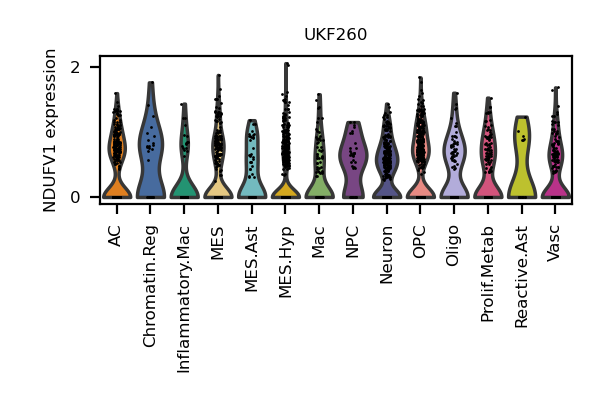 UKF260
NDUFV1 expression
2
0
AC
Chromatin.Reg
Inflammatory.Mac
MES
MES.Ast
MES.Hyp
Mac
NPC
Neuron
OPC
Oligo
Prolif.Metab
Reactive.Ast
Vasc